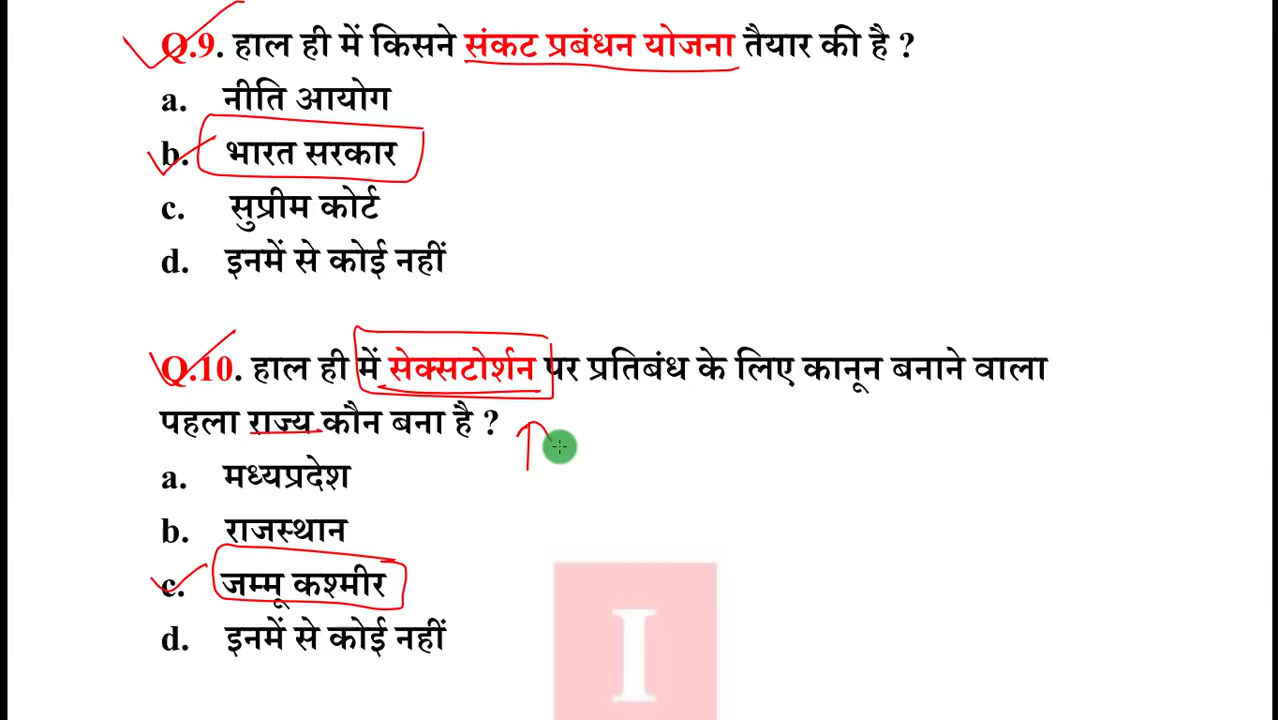 Q.9. हाल ही में किसने संकट प्रबंधन योजना तैयार की है ?
a. नीति आयोग
b. भारत सरकार
c. सुप्रीम कोर्ट
d. इनमें से कोई नहीं
Q.10. हाल ही में सेक्सटोर्शन पर प्रतिबंध के लिए कानून बनाने वाला
पहला राज्य कौन बना है ?
a. मध्यप्रदेश
b. राजस्थान
c. जम्मू कश्मीर
d. इनमें से कोई नहीं
I